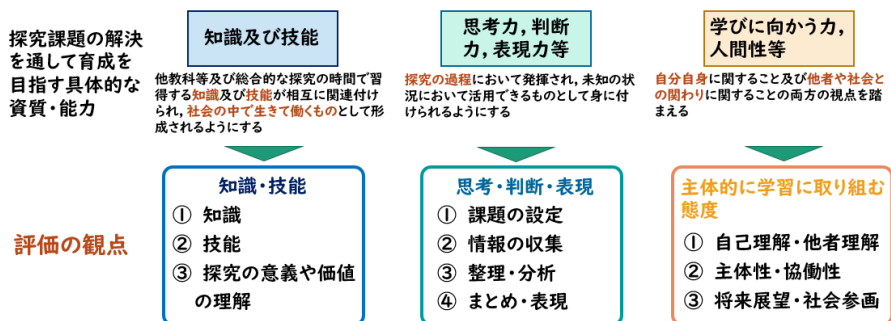 探究課題の解決
を通して育成を
目指す具体的な
資質・能力
知識及び技能
他教科等及び総合的な探究の時間で習
得する知識及び技能が相互に関連付け
られ,社会の中で生きて働くものとして形
成されるようにする
思考力,判断
力,表現力等
探究の過程において発揮され,未知の状
況において活用できるものとして身に付
けられるようにする
学びに向かう力,
人間性等
自分自身に関すること及び他者や社会と
の関わりに関することの両方の視点を踏
まえる
評価の観点
知識・技能
① 知識
② 技能
③ 探究の意義や価値
の理解
思考・判断・表現
① 課題の設定
② 情報の収集
③ 整理・分析
④ まとめ・表現
主体的に学習に取り組む
態度
① 自己理解・他者理解
② 主体性・協働性
③ 将来展望・社会参画